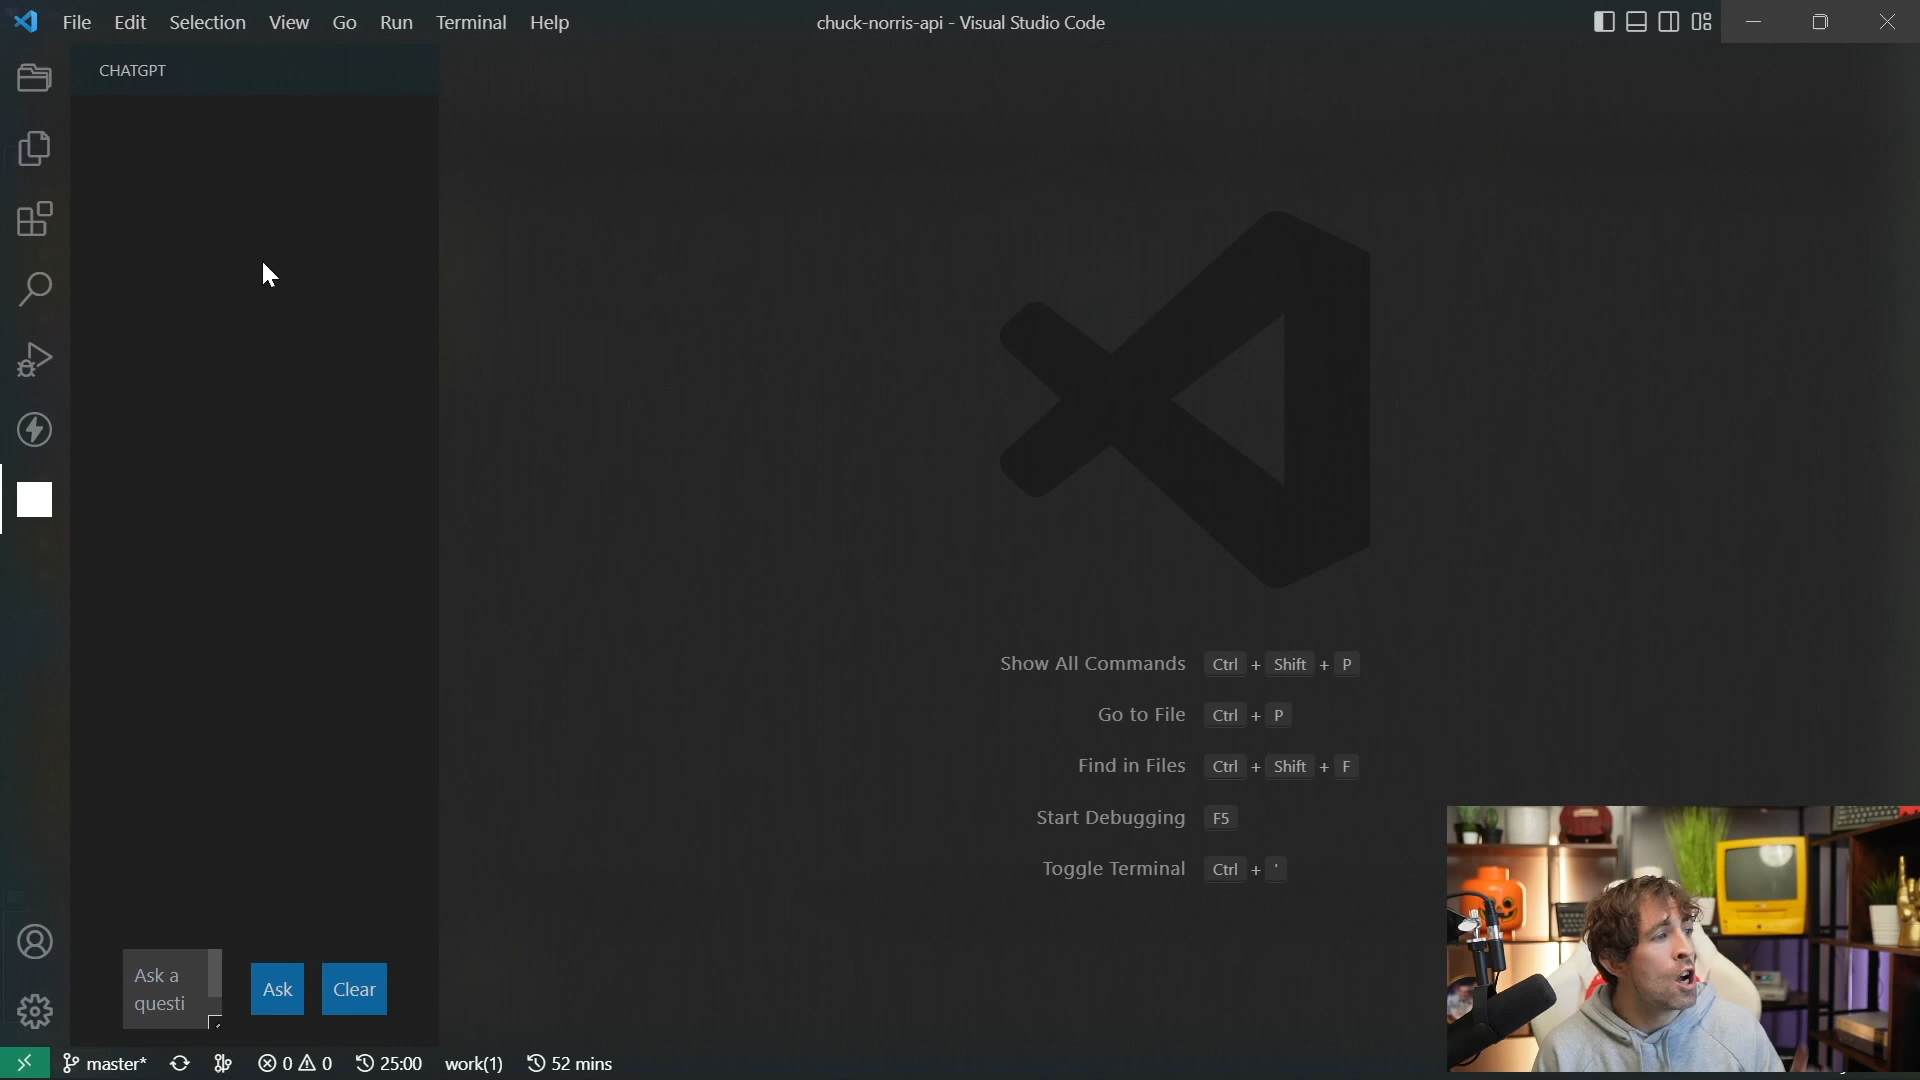 File Edit Selection View Go Run Terminal Help
chuck-norris-api - Visual Studio Code
CHATGPT
Show All Commands Ctrl + Shift + P
Go to File Ctrl + P
Find in Files Ctrl + Shift + F
Start Debugging F5
Toggle Terminal Ctrl + '
Ask a
questi
Ask
Clear
master* 0 0 25:00 work(1) 52 mins